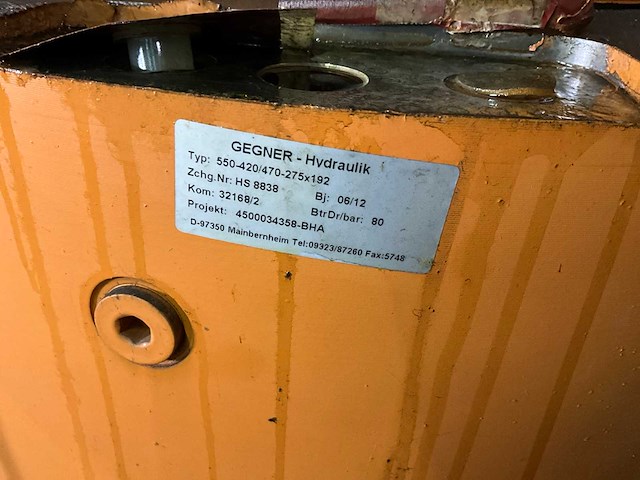 GEGNER - Hydraulik
Typ: 550-420/470-275x192
Zchg.Nr: HS 8838 Bj: 06/12
Kom: 32168/2 BtrDr/bar: 80
Projekt: 4500034358-BHA
D-97350 Mainbernheim Tel:09323/87260 Fax:5748